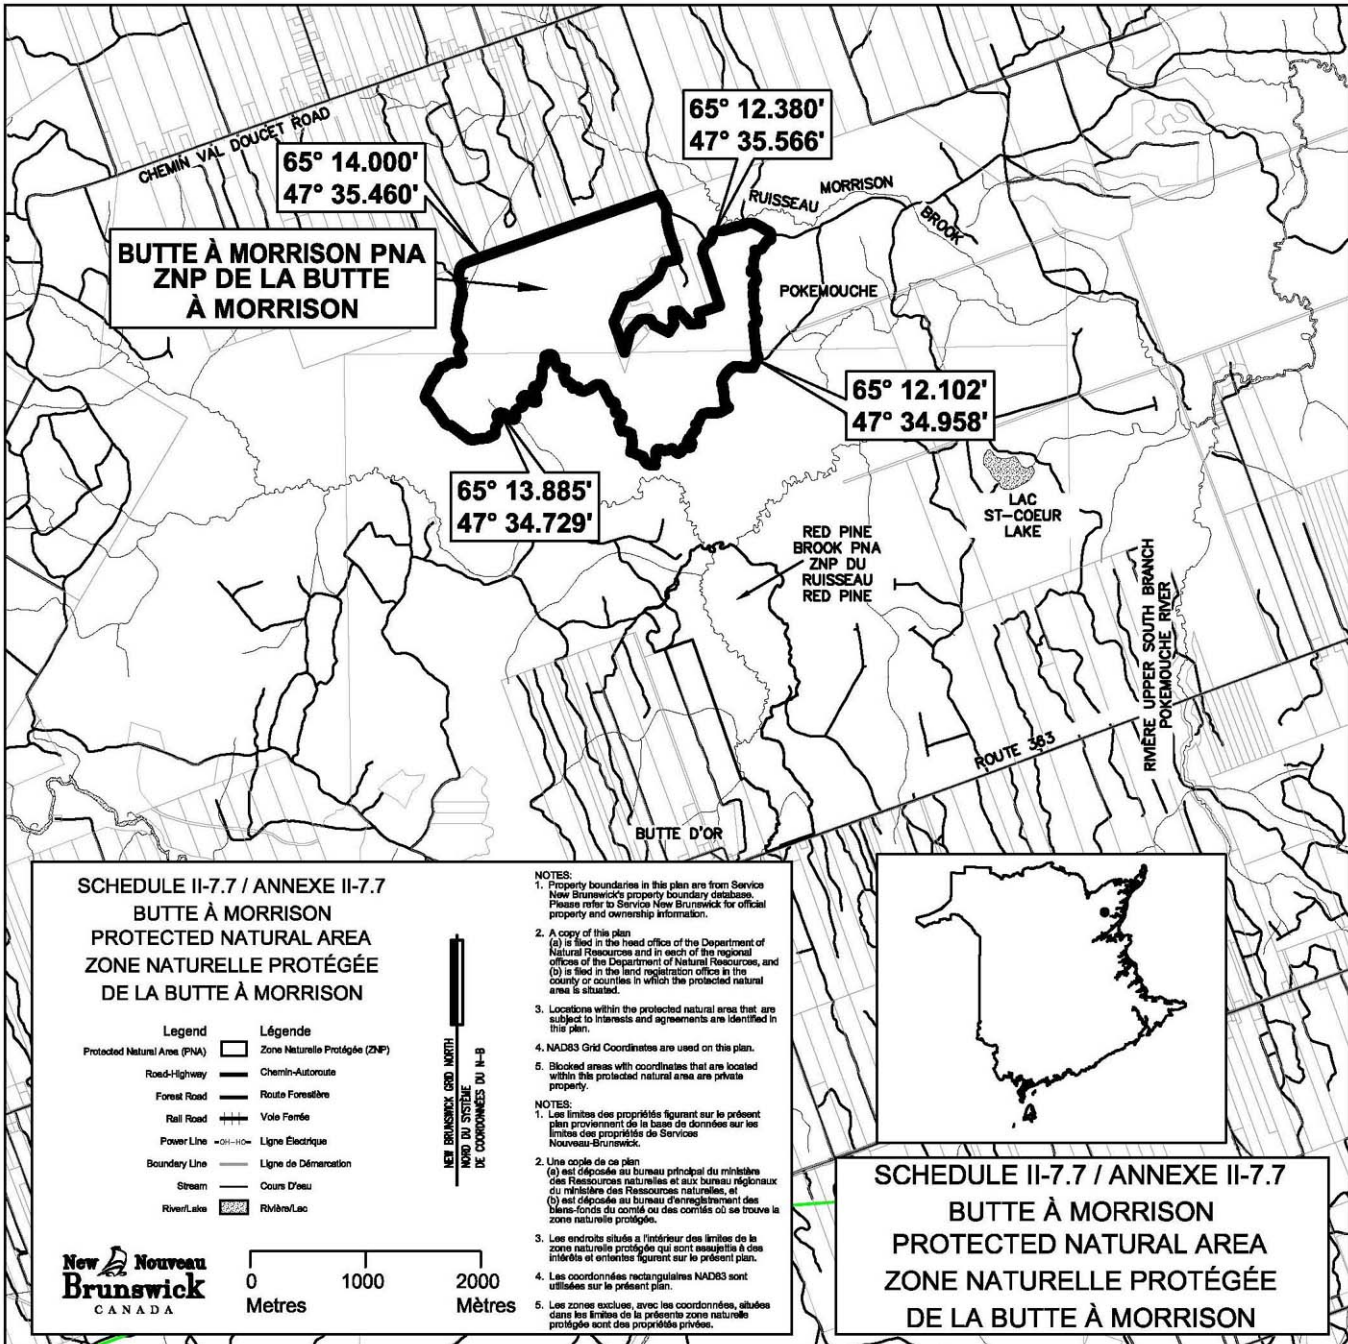 CHEMIN VAL DOUCET ROAD
65° 14.000'
47° 35.460'
65° 12.380'
47° 35.566'
RUISSEAU
MORRISON
BROOK
BUTTE À MORRISON PNA
ZNP DE LA BUTTE
À MORRISON
POKEMOUCHE
65° 12.102'
47° 34.958'
65° 13.885'
47° 34.729'
LAC
ST-COEUR
LAKE
RED PINE
BROOK PNA
ZNP DU
RUISSEAU
RED PINE
RIVIÈRE UPPER SOUTH BRANCH
POKEMOUCHE RIVER
ROUTE 363
BUTTE D'OR
SCHEDULE II-7.7 / ANNEXE II-7.7
BUTTE À MORRISON
PROTECTED NATURAL AREA
ZONE NATURELLE PROTÉGÉE
DE LA BUTTE À MORRISON
Legend Légende
Protected Natural Area (PNA) Zone Naturelle Protégée (ZNP)
Road-Highway Chemin-Autoroute
Forest Road Route Forestière
Rail Road Voie Ferrée
Power Line -OH-HO- Ligne Électrique
Boundary Line Ligne de Démarcation
Stream Cours D'eau
River/Lake Rivière/Lac
NEW BRUNSWICK GRID NORTH
NORD DU SYSTÈME
DE COORDONNÉES DU N-B
New Nouveau
Brunswick
CANADA
0 1000 2000
Metres Mètres
NOTES:
1. Property boundaries in this plan are from Service
New Brunswick's property boundary database.
Please refer to Service New Brunswick for official
property and ownership information.
2. A copy of this plan
(a) is filed in the head office of the Department of
Natural Resources and in each of the regional
offices of the Department of Natural Resources, and
(b) is filed in the land registration office in the
county or counties in which the protected natural
area is situated.
3. Locations within the protected natural area that are
subject to interests and agreements are identified in
this plan.
4. NAD83 Grid Coordinates are used on this plan.
5. Blocked areas with coordinates that are located
within this protected natural area are private
property.
NOTES:
1. Les limites des propriétés figurant sur le présent
plan proviennent de la base de données sur les
limites des propriétés de Services
Nouveau-Brunswick.
2. Une copie de ce plan
(a) est déposée au bureau principal du ministère
des Ressources naturelles et aux bureau régionaux
du ministère des Ressources naturelles, et
(b) est déposée au bureau d'enregistrement des
biens-fonds du comté ou des comtés où se trouve la
zone naturelle protégée.
3. Les endroits situés a l'intérieur des limites de la
zone naturelle protégée qui sont assujettis à des
intérêts et ententes figurent sur le présent plan.
4. Les coordonnées rectangulaires NAD83 sont
utilisées sur le présent plan.
5. Les zones exclues, avec les coordonnées, situées
dans les limites de la présente zone naturelle
protégée sont des propriétés privées.
SCHEDULE II-7.7 / ANNEXE II-7.7
BUTTE À MORRISON
PROTECTED NATURAL AREA
ZONE NATURELLE PROTÉGÉE
DE LA BUTTE À MORRISON